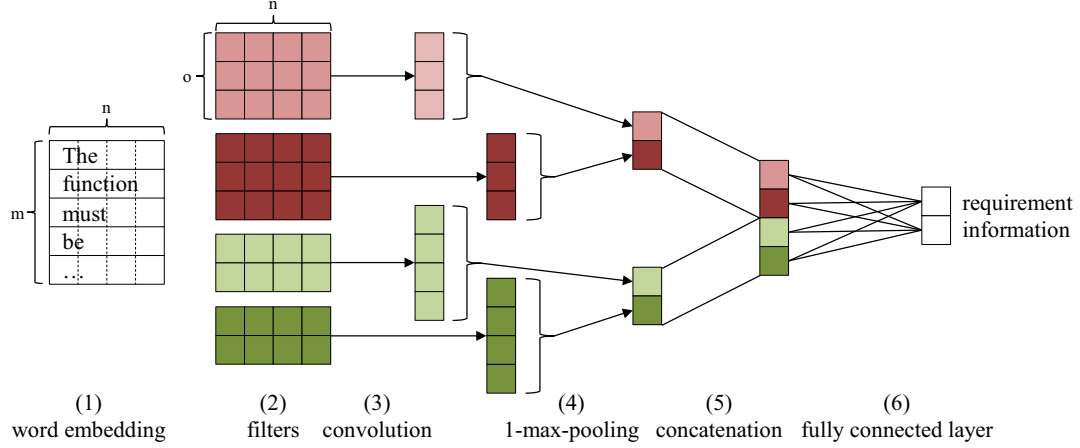 n
o
n
m
The
function
must
be
...
requirement
information
(1)
(2)
(3)
(4)
(5)
(6)
word embedding
filters
convolution
1-max-pooling
concatenation
fully connected layer